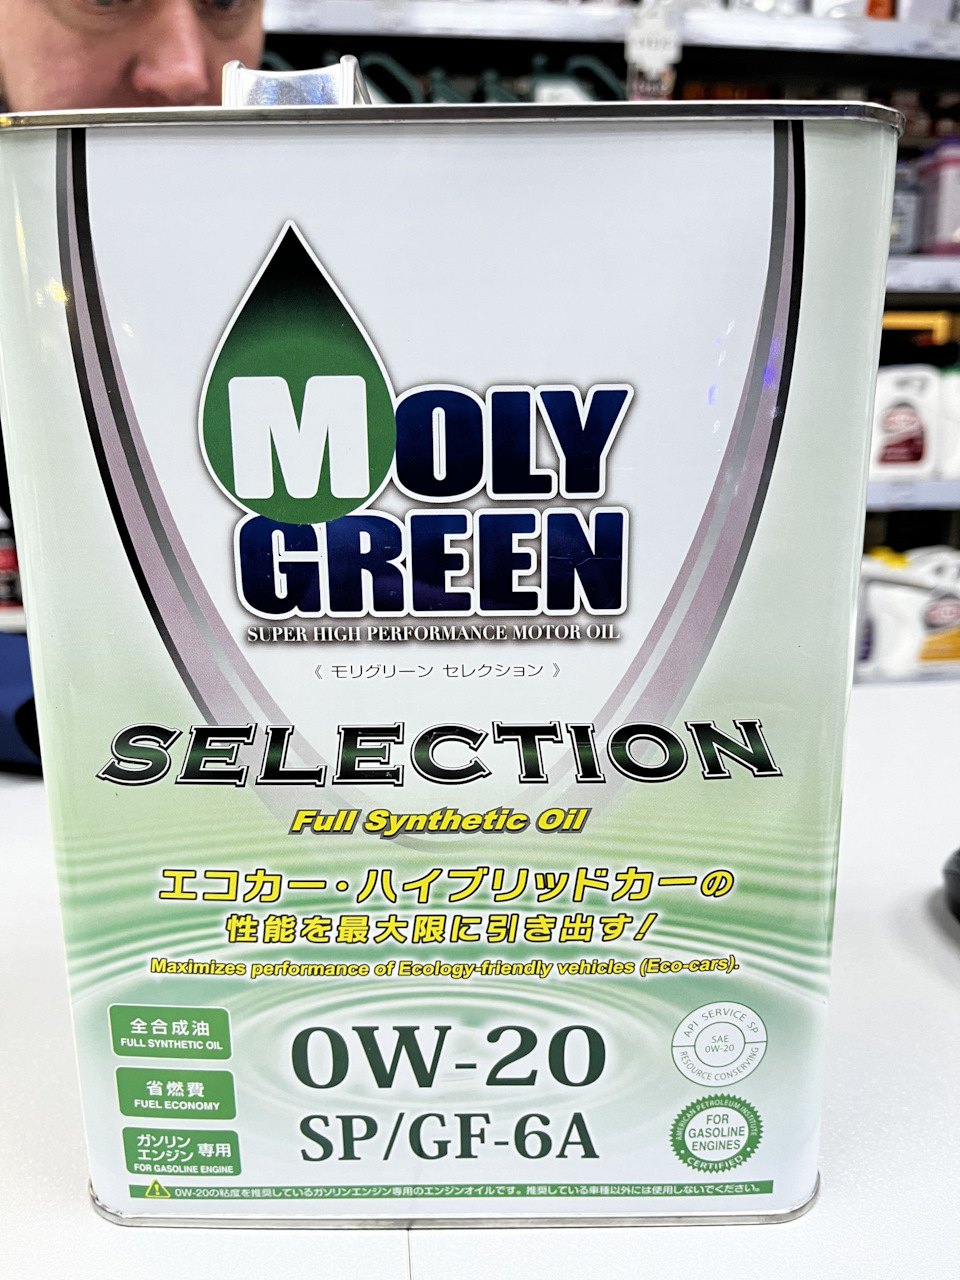 MOLY
GREEN
SUPER HIGH PERFORMANCE MOTOR OIL
《 モリグリーン セレクション 》
SELECTION
Full Synthetic Oil
エコカー・ハイブリッドカーの
性能を最大限に引き出す!
Maximizes performance of Ecology-friendly vehicles (Eco-cars).
全合成油
FULL SYNTHETIC OIL
省燃費
FUEL ECONOMY
ガソリン
エンジン 専用
FOR GASOLINE ENGINE
0W-20
SP/GF-6A
API SERVICE SP
SAE
0W-20
RESOURCE CONSERVING
AMERICAN PETROLEUM INSTITUTE
FOR
GASOLINE
ENGINES
CERTIFIED
0W-20の粘度を推奨しているガソリンエンジン専用のエンジンオイルです。推奨している車種以外には使用しないでください。